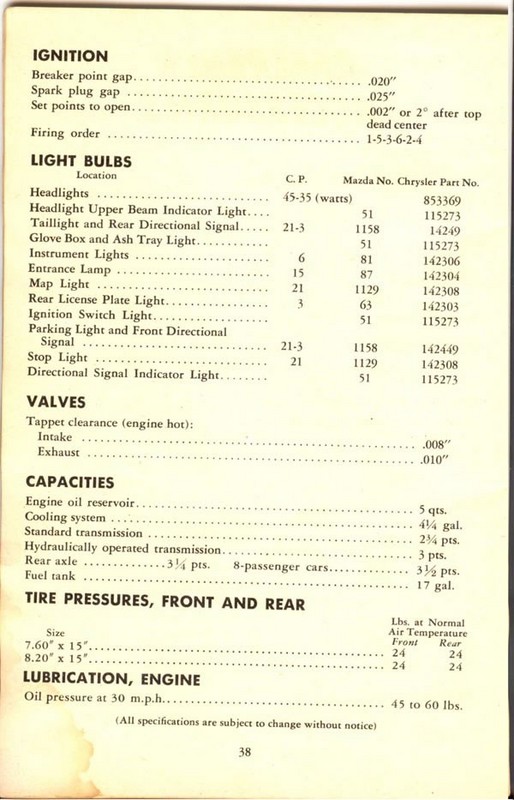 IGNITION
Breaker point gap .020"
Spark plug gap .025"
Set points to open .002" or 2° after top
dead center
Firing order 1-5-3-6-2-4
LIGHT BULBS
Location C. P. Mazda No. Chrysler Part No.
Headlights 45-35 (watts) 853369
Headlight Upper Beam Indicator Light 51 115273
Taillight and Rear Directional Signal 21-3 1158 14249
Glove Box and Ash Tray Light 51 115273
Instrument Lights 6 81 142306
Entrance Lamp 15 87 142304
Map Light 21 1129 142308
Rear License Plate Light 3 63 142303
Ignition Switch Light 51 115273
Parking Light and Front Directional
Signal 21-3 1158 142449
Stop Light 21 1129 142308
Directional Signal Indicator Light 51 115273
VALVES
Tappet clearance (engine hot):
Intake .008"
Exhaust .010"
CAPACITIES
Engine oil reservoir 5 qts.
Cooling system 4¼ gal.
Standard transmission 2¾ pts.
Hydraulically operated transmission 3 pts.
Rear axle 3¼ pts. 8-passenger cars 3½ pts.
Fuel tank 17 gal.
TIRE PRESSURES, FRONT AND REAR
Lbs. at Normal
Size Air Temperature
Front Rear
7.60" x 15" 24 24
8.20" x 15" 24 24
LUBRICATION, ENGINE
Oil pressure at 30 m.p.h. 45 to 60 lbs.
(All specifications are subject to change without notice)
38